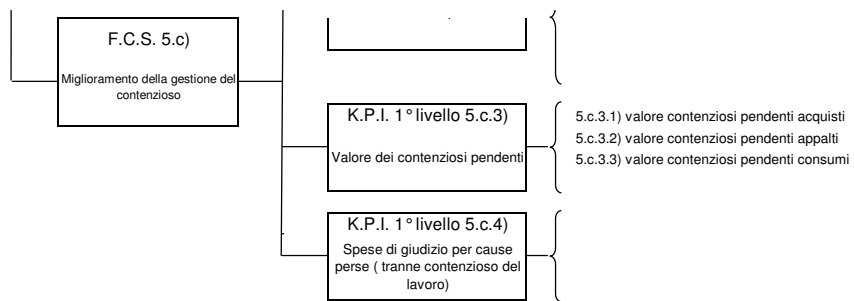 F.C.S. 5.c)
Miglioramento della gestione del
contenzioso
K.P.I. 1° livello 5.c.3)
Valore dei contenziosi pendenti
5.c.3.1) valore contenziosi pendenti acquisti
5.c.3.2) valore contenziosi pendenti appalti
5.c.3.3) valore contenziosi pendenti consumi
K.P.I. 1° livello 5.c.4)
Spese di giudizio per cause
perse ( tranne contenzioso del
lavoro)